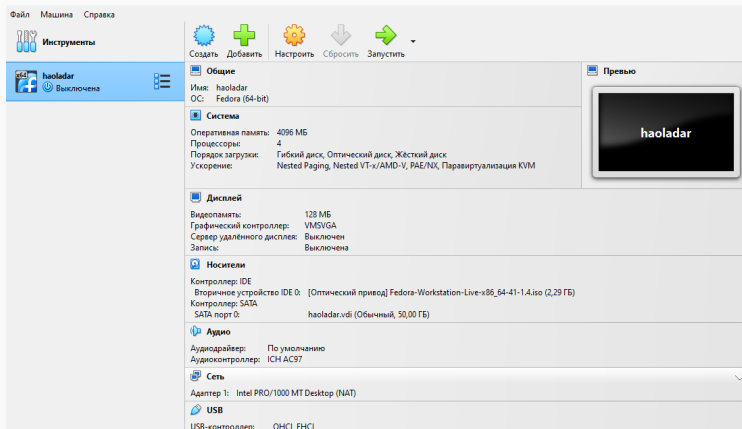 Файл Машина Справка
Инструменты
Создать Добавить Настроить Сбросить Запустить
x64
haoladar
Выключена
Общие
Имя: haoladar
ОС: Fedora (64-bit)
Превью
haoladar
Система
Оперативная память: 4096 МБ
Процессоры: 4
Порядок загрузки: Гибкий диск, Оптический диск, Жёсткий диск
Ускорение: Nested Paging, Nested VT-x/AMD-V, PAE/NX, Паравиртуализация KVM
Дисплей
Видеопамять: 128 МБ
Графический контроллер: VMSVGA
Сервер удалённого дисплея: Выключен
Запись: Выключена
Носители
Контроллер: IDE
Вторичное устройство IDE 0: [Оптический привод] Fedora-Workstation-Live-x86_64-41-1.4.iso (2,29 ГБ)
Контроллер: SATA
SATA порт 0: haoladar.vdi (Обычный, 50,00 ГБ)
Аудио
Аудиодрайвер: По умолчанию
Аудиоконтроллер: ICH AC97
Сеть
Адаптер 1: Intel PRO/1000 MT Desktop (NAT)
USB
USB-контроллер: OHCI, EHCI